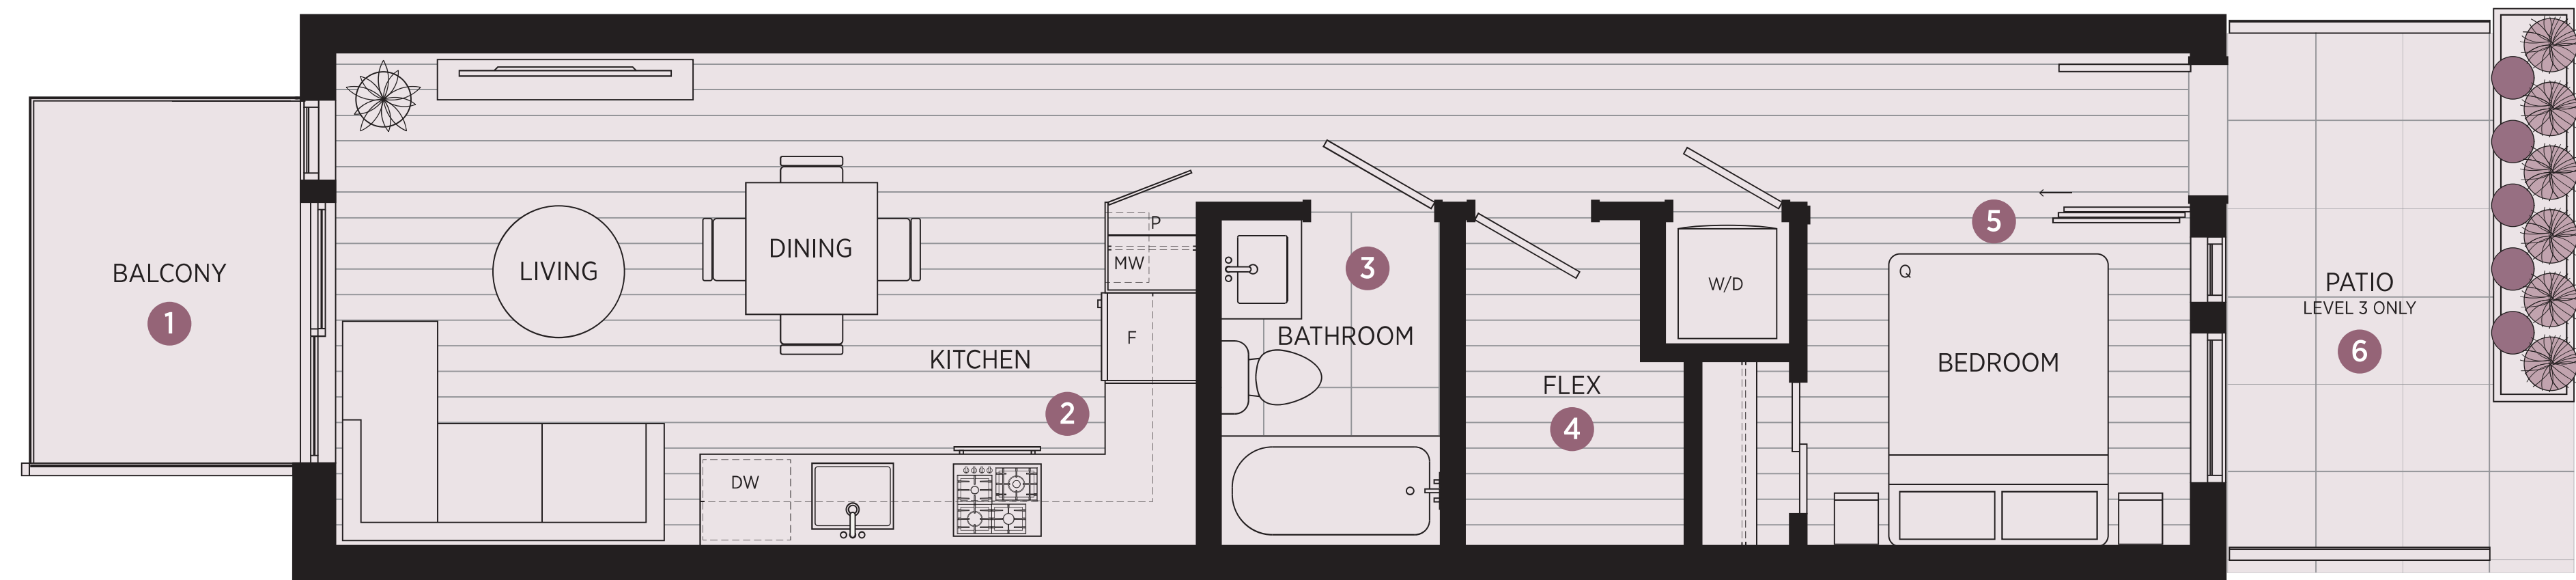 BALCONY
1
LIVING
DINING
KITCHEN
2
P
MW
F
DW
3
BATHROOM
FLEX
4
W/D
5
Q
BEDROOM
PATIO
LEVEL 3 ONLY
6